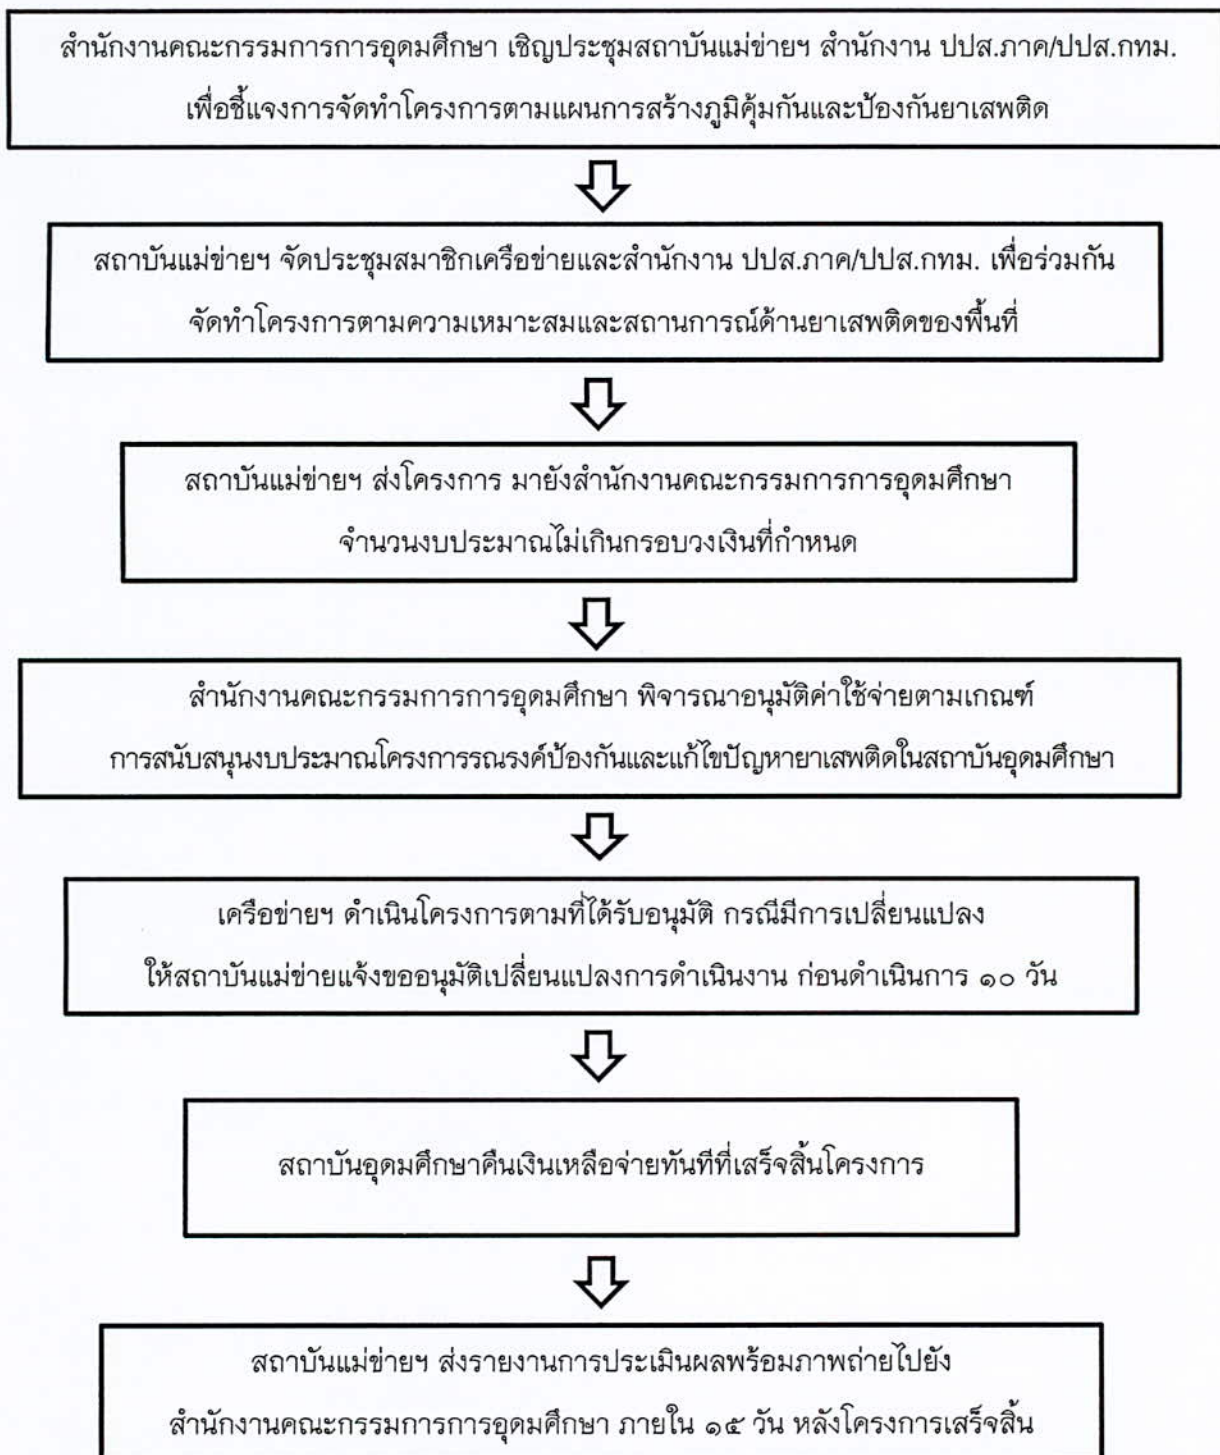 สำนักงานคณะกรรมการการอุดมศึกษา เชิญประชุมสถาบันแม่ข่ายฯ สำนักงาน ปปส.ภาค/ปปส.กทม.
เพื่อชี้แจงการจัดทำโครงการตามแผนการสร้างภูมิคุ้มกันและป้องกันยาเสพติด
สถาบันแม่ข่ายฯ จัดประชุมสมาชิกเครือข่ายและสำนักงาน ปปส.ภาค/ปปส.กทม. เพื่อร่วมกัน
จัดทำโครงการตามความเหมาะสมและสถานการณ์ด้านยาเสพติดของพื้นที่
สถาบันแม่ข่ายฯ ส่งโครงการ มายังสำนักงานคณะกรรมการการอุดมศึกษา
จำนวนงบประมาณไม่เกินกรอบวงเงินที่กำหนด
สำนักงานคณะกรรมการการอุดมศึกษา พิจารณาอนุมัติค่าใช้จ่ายตามเกณฑ์
การสนับสนุนงบประมาณโครงการรณรงค์ป้องกันและแก้ไขปัญหายาเสพติดในสถาบันอุดมศึกษา
เครือข่ายฯ ดำเนินโครงการตามที่ได้รับอนุมัติ กรณีมีการเปลี่ยนแปลง
ให้สถาบันแม่ข่ายแจ้งขออนุมัติเปลี่ยนแปลงการดำเนินงาน ก่อนดำเนินการ ๑๐ วัน
สถาบันอุดมศึกษาคืนเงินเหลือจ่ายทันทีที่เสร็จสิ้นโครงการ
สถาบันแม่ข่ายฯ ส่งรายงานการประเมินผลพร้อมภาพถ่ายไปยัง
สำนักงานคณะกรรมการการอุดมศึกษา ภายใน ๑๕ วัน หลังโครงการเสร็จสิ้น